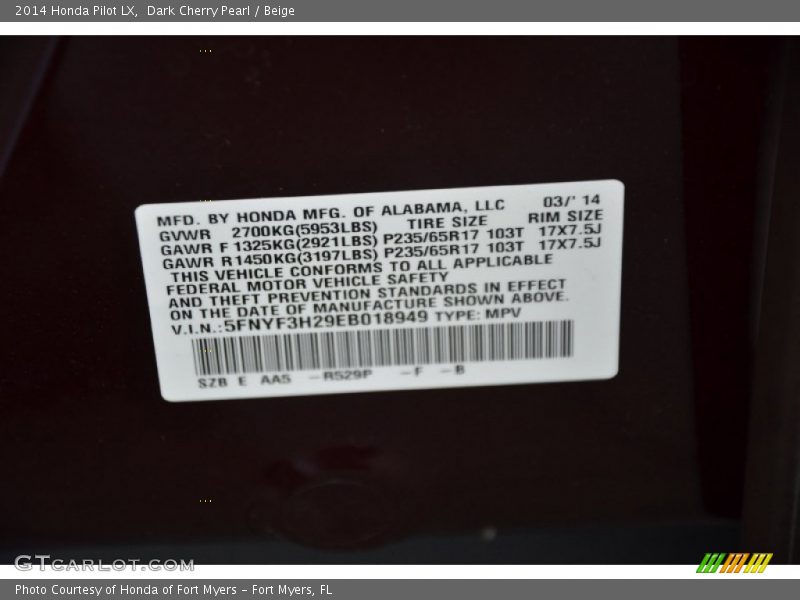 2014 Honda Pilot LX,  Dark Cherry Pearl / Beige
MFD. BY HONDA MFG. OF ALABAMA, LLC 03/' 14
GVWR 2700KG(5953LBS) TIRE SIZE RIM SIZE
GAWR F 1325KG(2921LBS) P235/65R17 103T 17X7.5J
GAWR R 1450KG(3197LBS) P235/65R17 103T 17X7.5J
THIS VEHICLE CONFORMS TO ALL APPLICABLE
FEDERAL MOTOR VEHICLE SAFETY
AND THEFT PREVENTION STANDARDS IN EFFECT
ON THE DATE OF MANUFACTURE SHOWN ABOVE.
V.I.N.:5FNYF3H29EB018949 TYPE: MPV
SZB E AA5 -R529P -F -B
GTCARLOT.COM
Photo Courtesy of Honda of Fort Myers - Fort Myers, FL